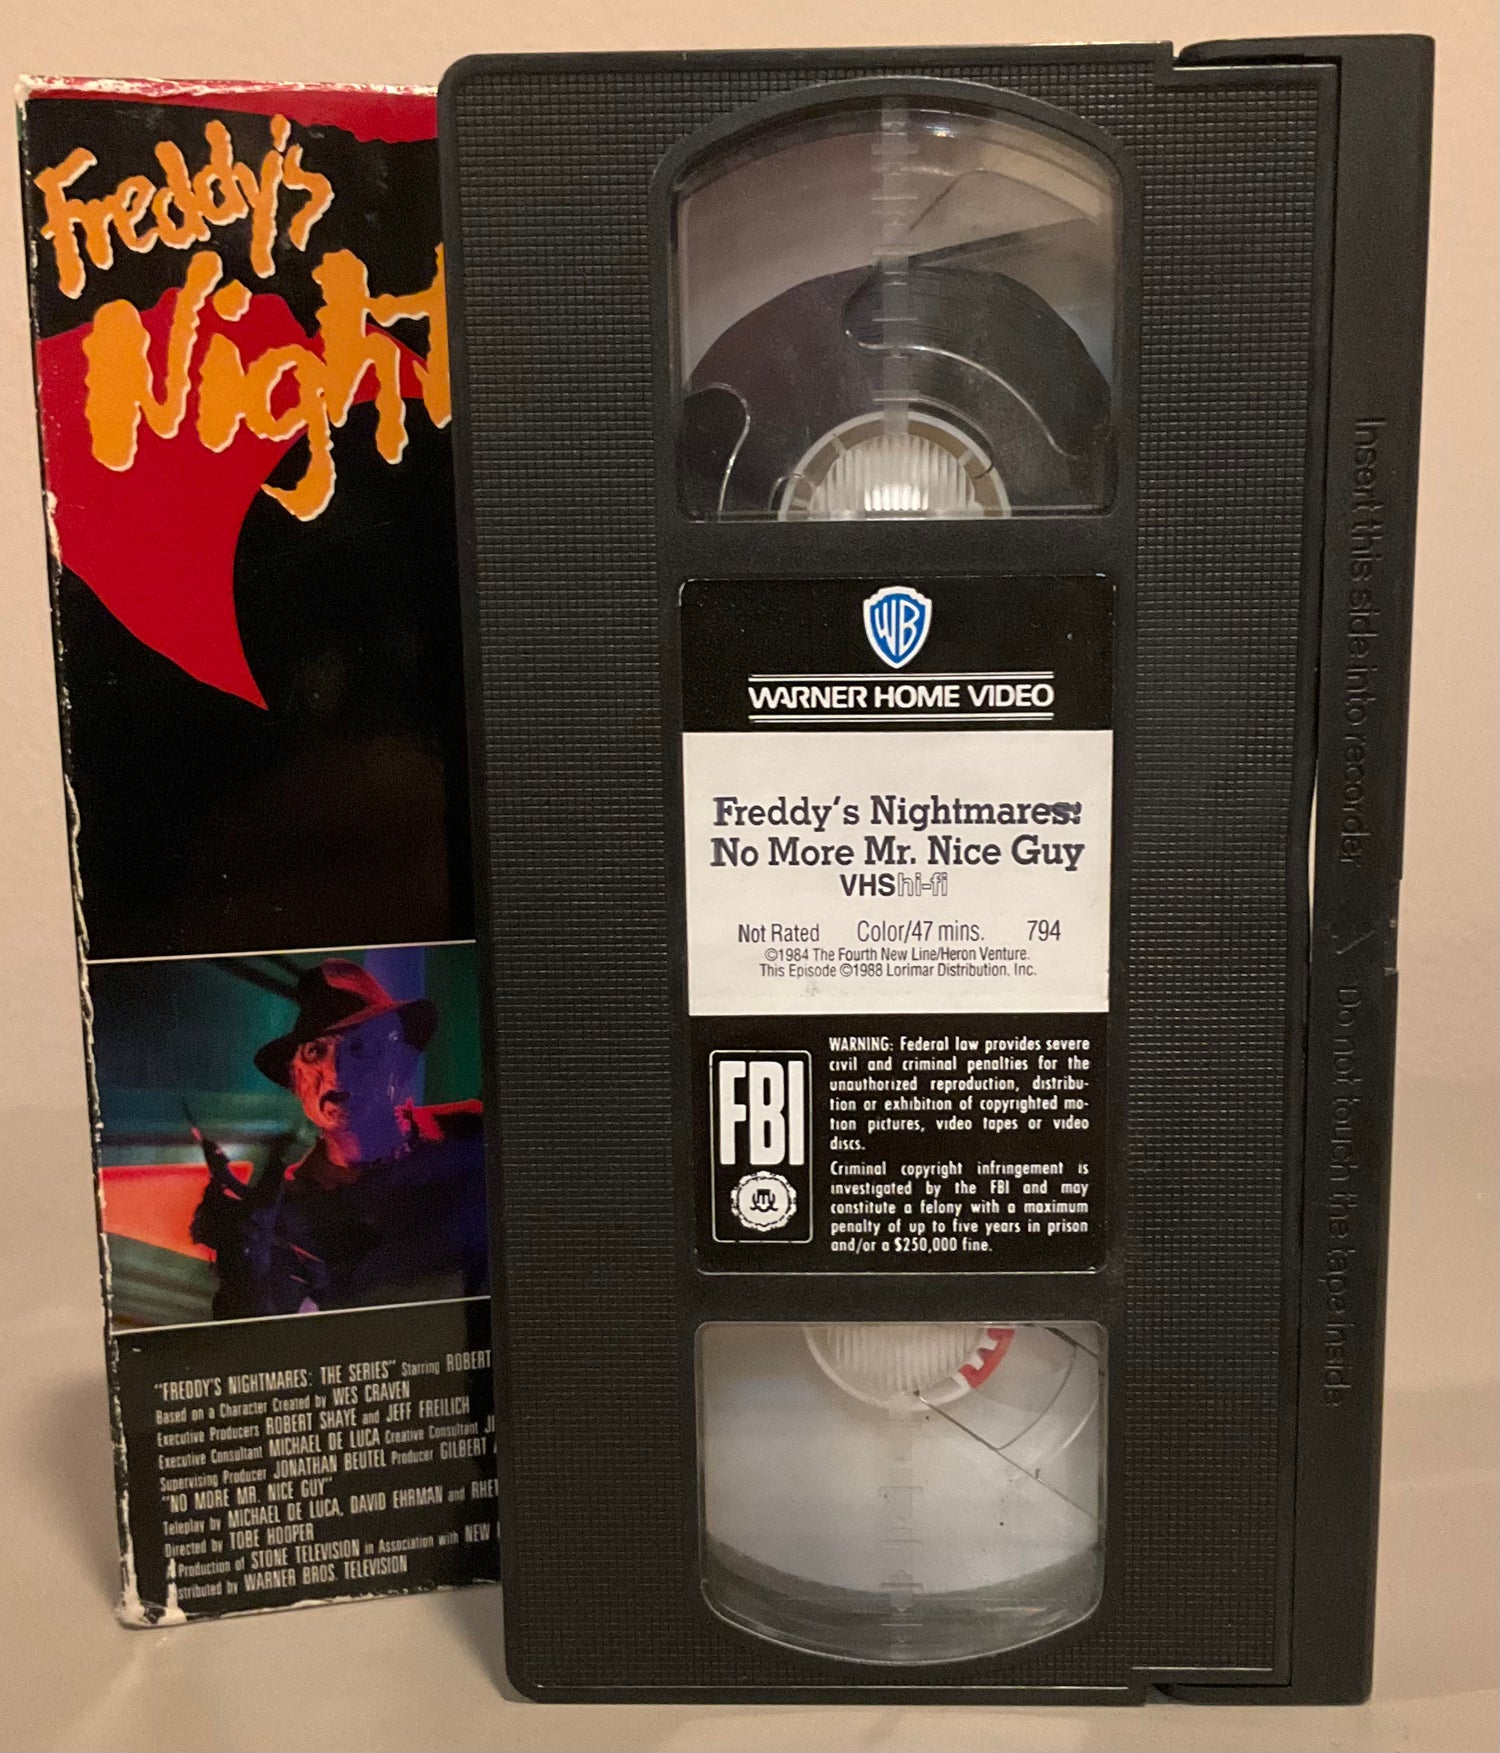 Freddy's
Night
"FREDDY'S NIGHTMARES: THE SERIES" Starring ROBERT
Based on a Character Created by WES CRAVEN
Executive Producers ROBERT SHAYE and JEFF FREILICH
Executive Consultant MICHAEL DE LUCA Creative Consultant
Supervising Producer JONATHAN BEUTEL Producer GILBERT
"NO MORE MR. NICE GUY"
Teleplay by MICHAEL DE LUCA, DAVID EHRMAN and
Directed by TOBE HOOPER
A Production of STONE TELEVISION in Association with NEW
by WARNER BROS. TELEVISION
WB
WARNER HOME VIDEO
Freddy's Nightmares:
No More Mr. Nice Guy
VHS hi-fi
Not Rated Color/47 mins. 794
©1984 The Fourth New Line/Heron Venture.
This Episode ©1988 Lorimar Distribution, Inc.
FBI
WARNING: Federal law provides severe
civil and criminal penalties for the
unauthorized reproduction, distribu-
tion or exhibition of copyrighted mo-
tion pictures, video tapes or video
discs.
Criminal copyright infringement is
investigated by the FBI and may
constitute a felony with a maximum
penalty of up to five years in prison
and/or a $250,000 fine.
Insert this side into recorder
Do not touch the tape inside